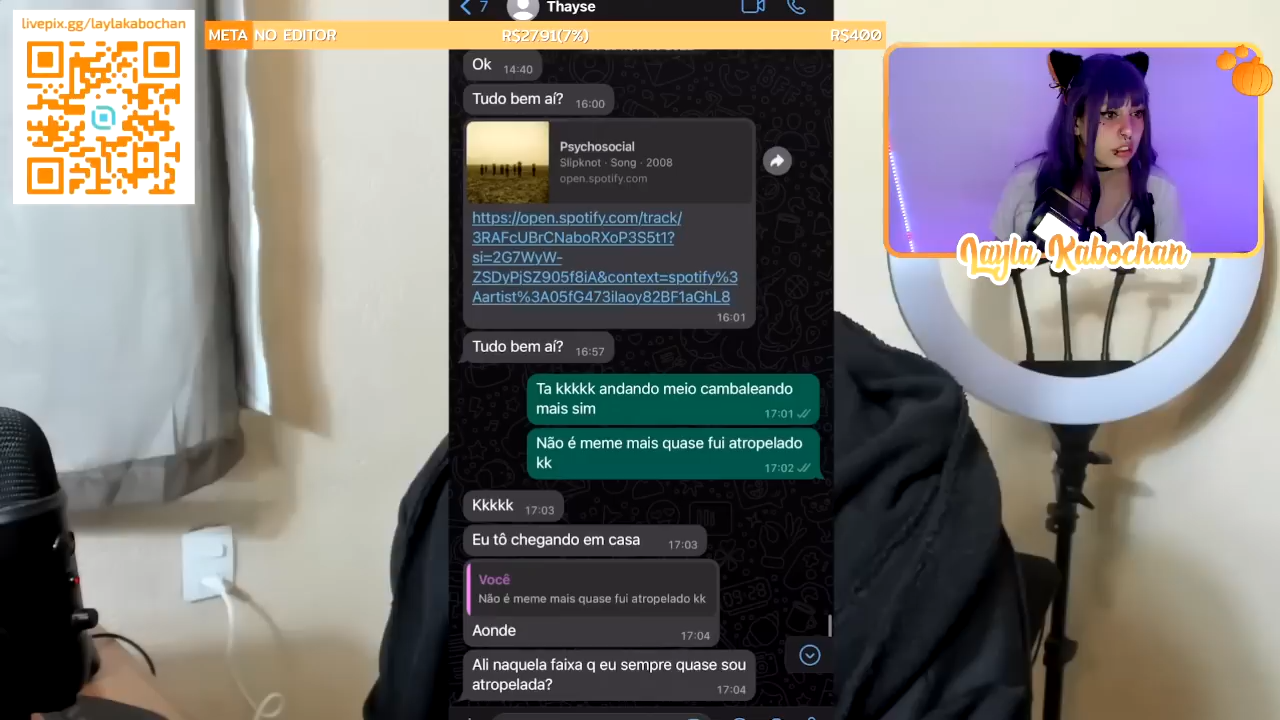 livepix.gg/laylakabochan
META NO EDITOR
R$2791(7%)
R$400
7
Thayse
Ok 14:40
Tudo bem aí? 16:00
Psychosocial
Slipknot · Song · 2008
open.spotify.com
https://open.spotify.com/track/
3RAFcUBrCNaboRXoP3S5t1?
si=2G7WyW-
ZSDyPjSZ905f8iA&context=spotify%3
Aartist%3A05fG473iIaoy82BF1aGhL8
16:01
Tudo bem aí? 16:57
Ta kkkkk andando meio cambaleando
mais sim 17:01
Não é meme mais quase fui atropelado
kk 17:02
Kkkkk 17:03
Eu tô chegando em casa 17:03
Você
Não é meme mais quase fui atropelado kk
Aonde 17:04
Ali naquela faixa q eu sempre quase sou
atropelada? 17:04
Layla Kabochan